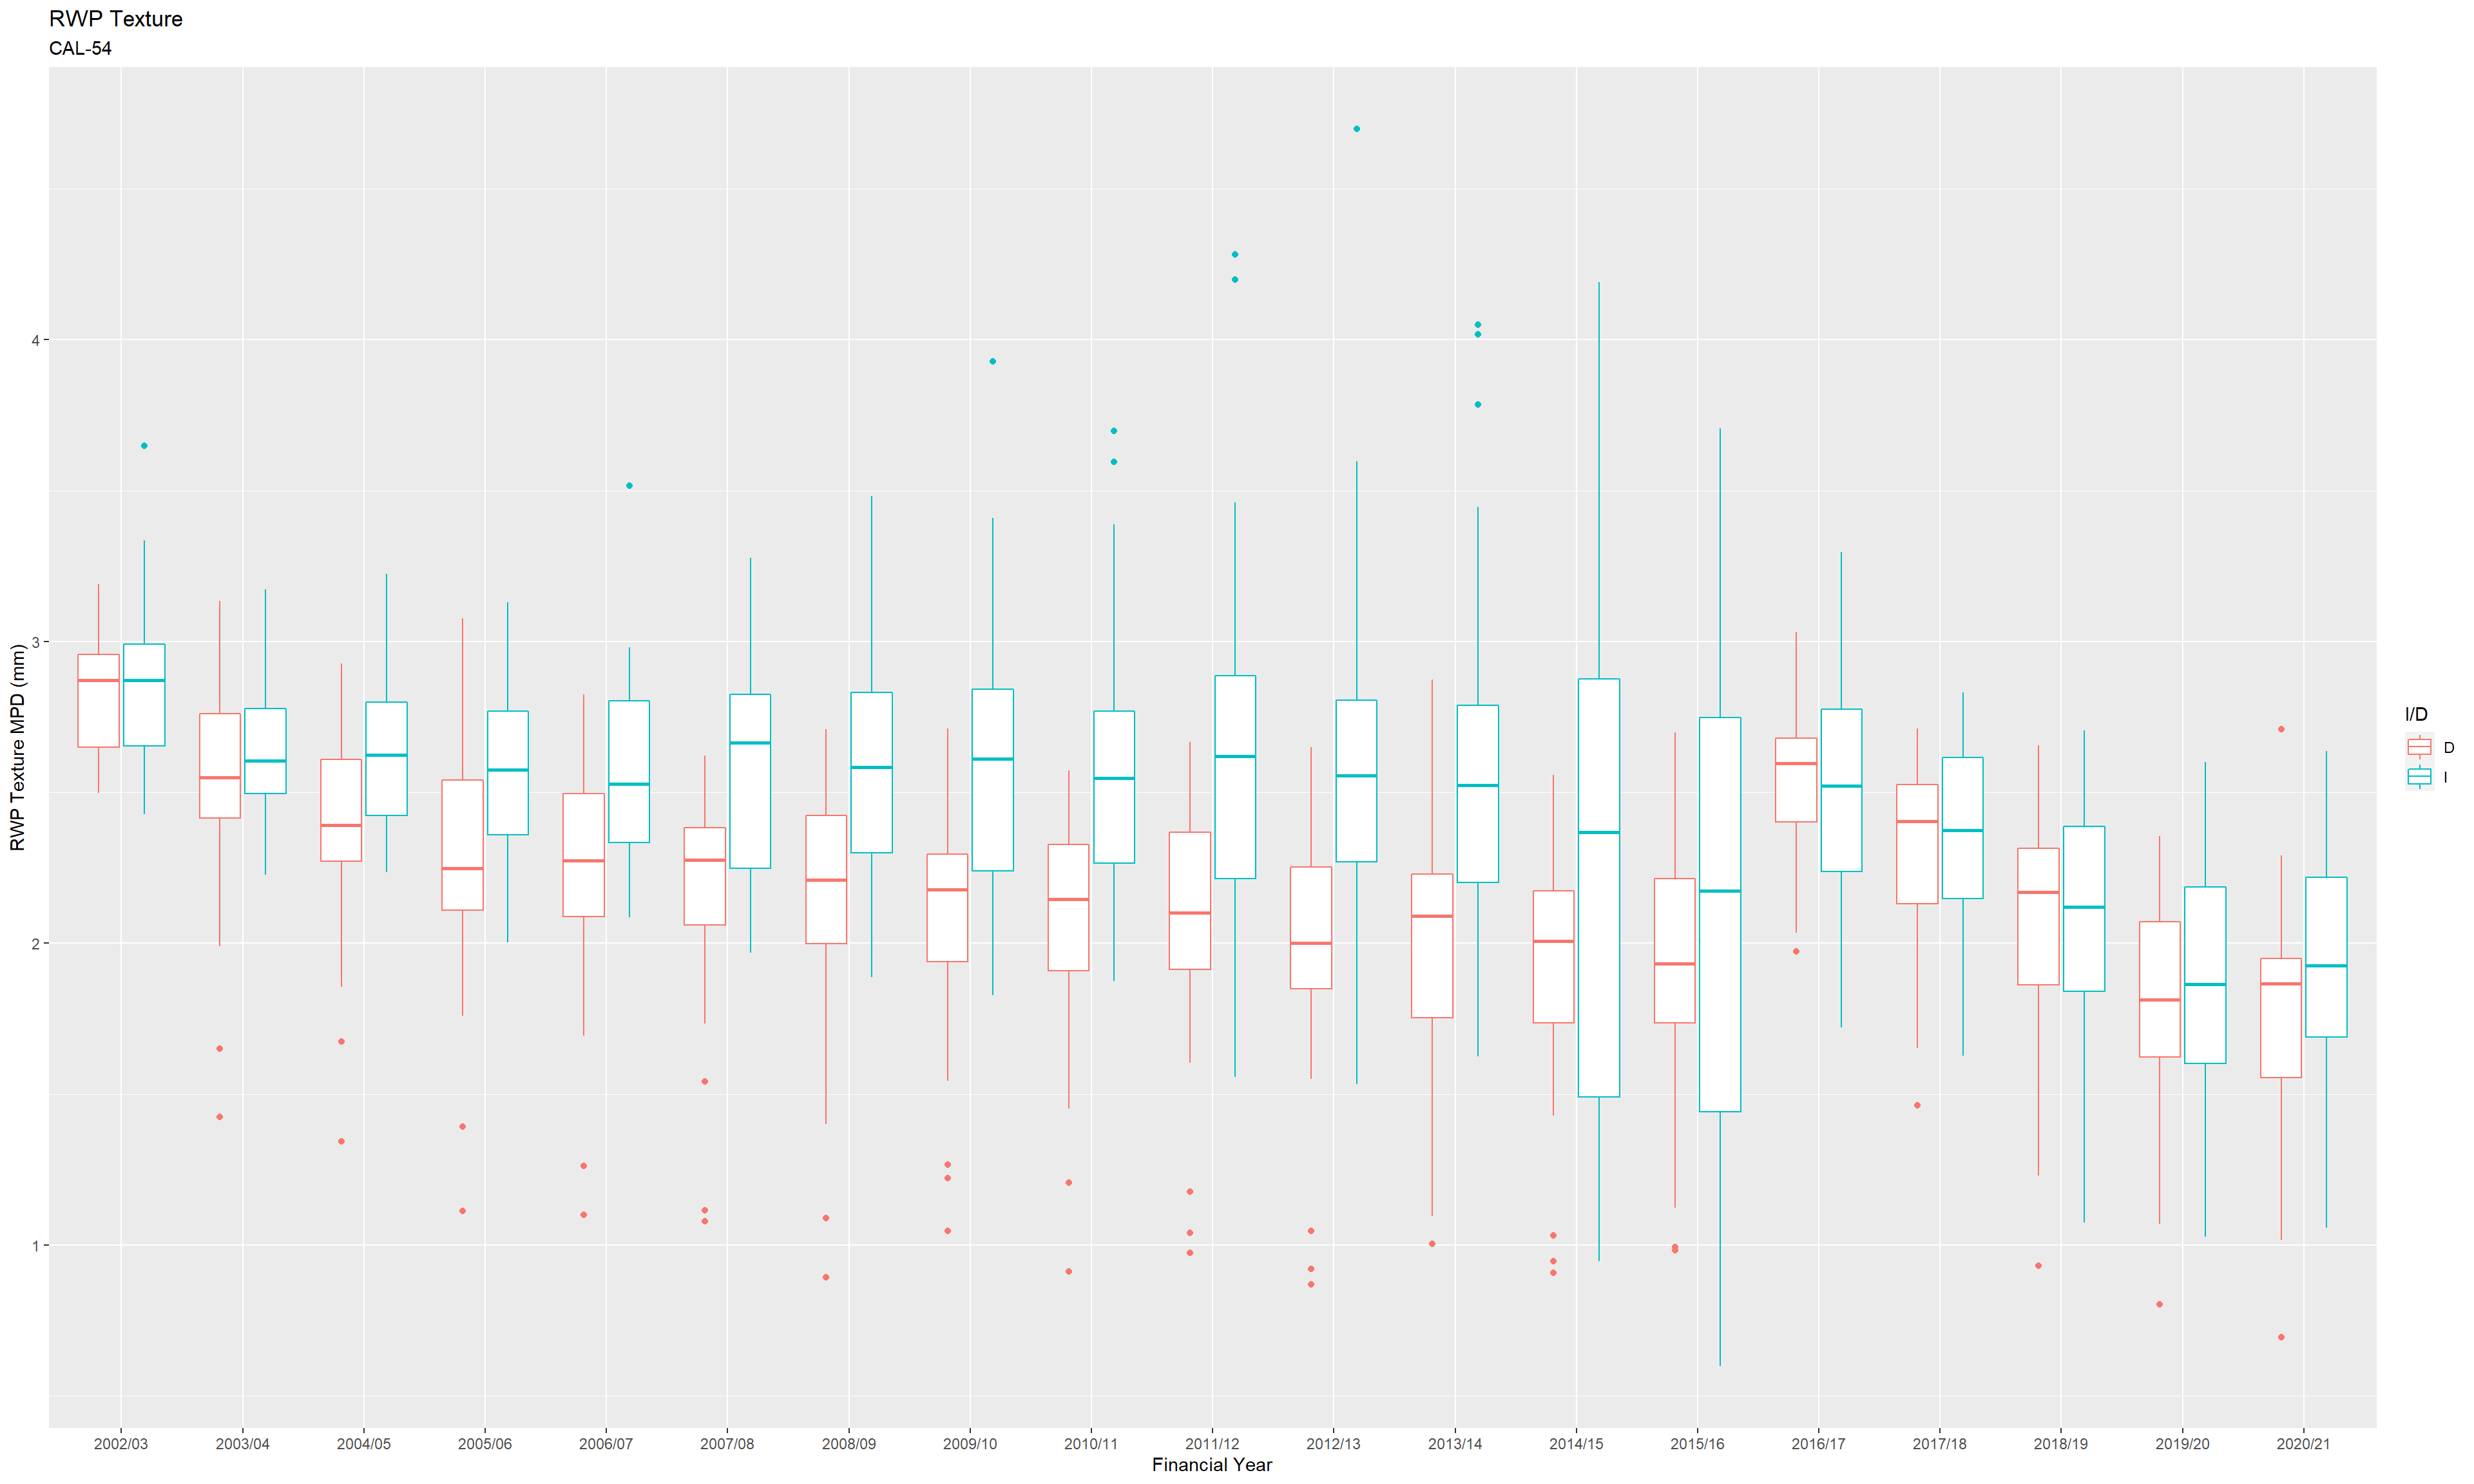 RWP Texture
CAL-54
RWP Texture MPD (mm)
4
3
2
1
2002/03 2003/04 2004/05 2005/06 2006/07 2007/08 2008/09 2009/10 2010/11 2011/12 2012/13 2013/14 2014/15 2015/16 2016/17 2017/18 2018/19 2019/20 2020/21
Financial Year
I/D
D
I